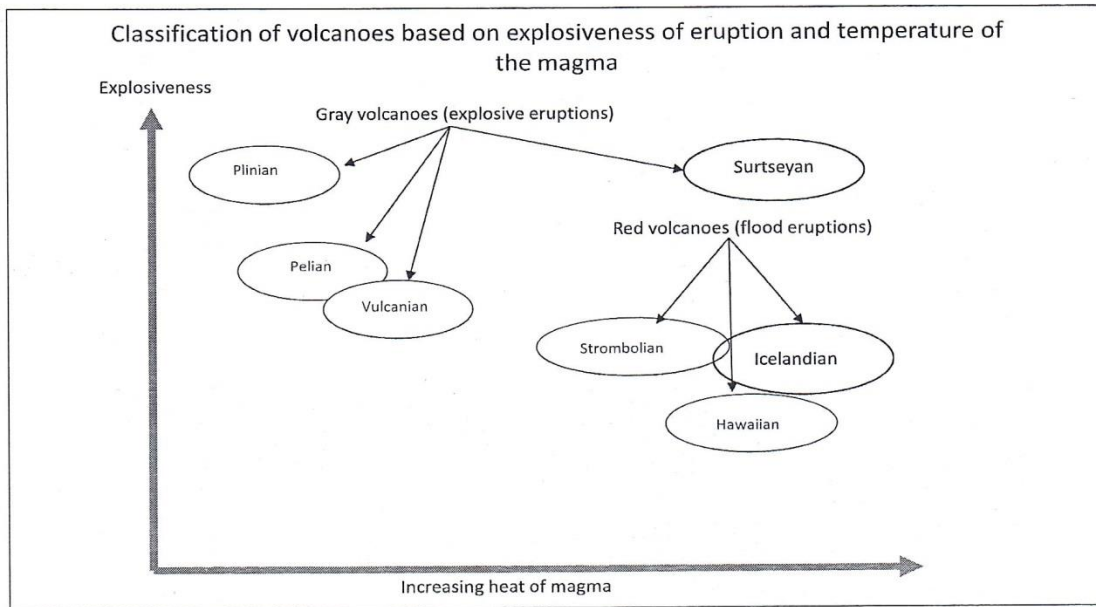 Classification of volcanoes based on explosiveness of eruption and temperature of
the magma
Explosiveness
Gray volcanoes (explosive eruptions)
Plinian
Surtseyan
Red volcanoes (flood eruptions)
Pelian
Vulcanian
Strombolian
Icelandian
Hawaiian
Increasing heat of magma